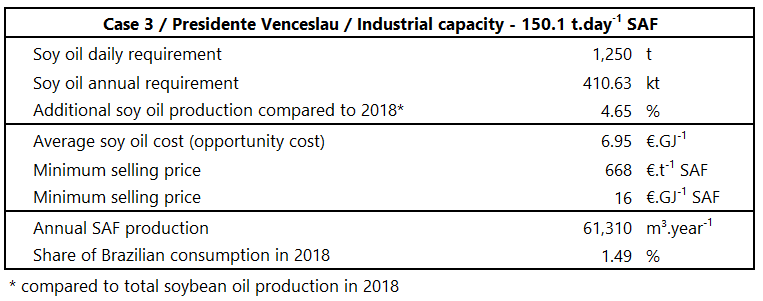 Case 3 / Presidente Venceslau / Industrial capacity - 150.1 t.day⁻¹ SAF
Soy oil daily requirement 1,250 t
Soy oil annual requirement 410.63 kt
Additional soy oil production compared to 2018* 4.65 %
Average soy oil cost (opportunity cost) 6.95 €.GJ⁻¹
Minimum selling price 668 €.t⁻¹ SAF
Minimum selling price 16 €.GJ⁻¹ SAF
Annual SAF production 61,310 m³.year⁻¹
Share of Brazilian consumption in 2018 1.49 %
* compared to total soybean oil production in 2018